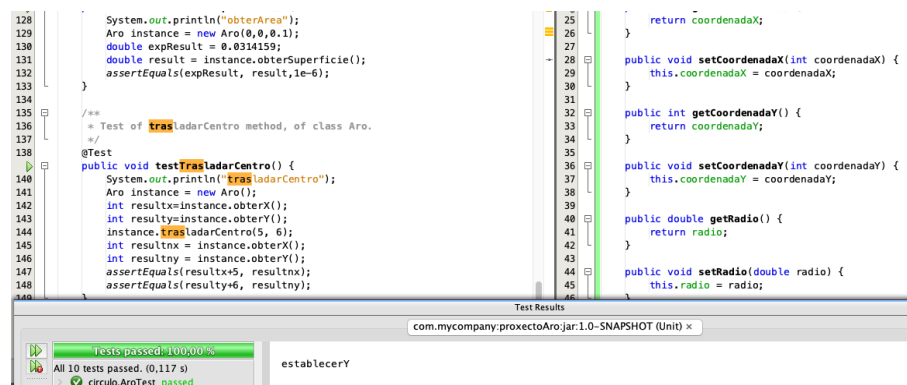 128 System.out.println("obterArea");
129 Aro instance = new Aro(0,0,0.1);
130 double expResult = 0.0314159;
131 double result = instance.obterSuperficie();
132 assertEquals(expResult, result,1e-6);
133 }
134
135 /**
136 * Test of trasladarCentro method, of class Aro.
137 */
138 @Test
public void testTrasladarCentro() {
140 System.out.println("trasladarCentro");
141 Aro instance = new Aro();
142 int resultx=instance.obterX();
143 int resulty=instance.obterY();
144 instance.trasladarCentro(5, 6);
145 int resultnx = instance.obterX();
146 int resultny = instance.obterY();
147 assertEquals(resultx+5, resultnx);
148 assertEquals(resulty+6, resultny);
149 }
25 return coordenadaX;
26 }
27
28 public void setCoordenadaX(int coordenadaX) {
29 this.coordenadaX = coordenadaX;
30 }
31
32 public int getCoordenadaY() {
33 return coordenadaY;
34 }
35
36 public void setCoordenadaY(int coordenadaY) {
37 this.coordenadaY = coordenadaY;
38 }
39
40 public double getRadio() {
41 return radio;
42 }
43
44 public void setRadio(double radio) {
45 this.radio = radio;
46 }
Test Results
com.mycompany:proxectoAro:jar:1.0-SNAPSHOT (Unit) ×
Tests passed: 100,00 %
All 10 tests passed. (0,117 s)
circulo.AroTest passed
establecerY